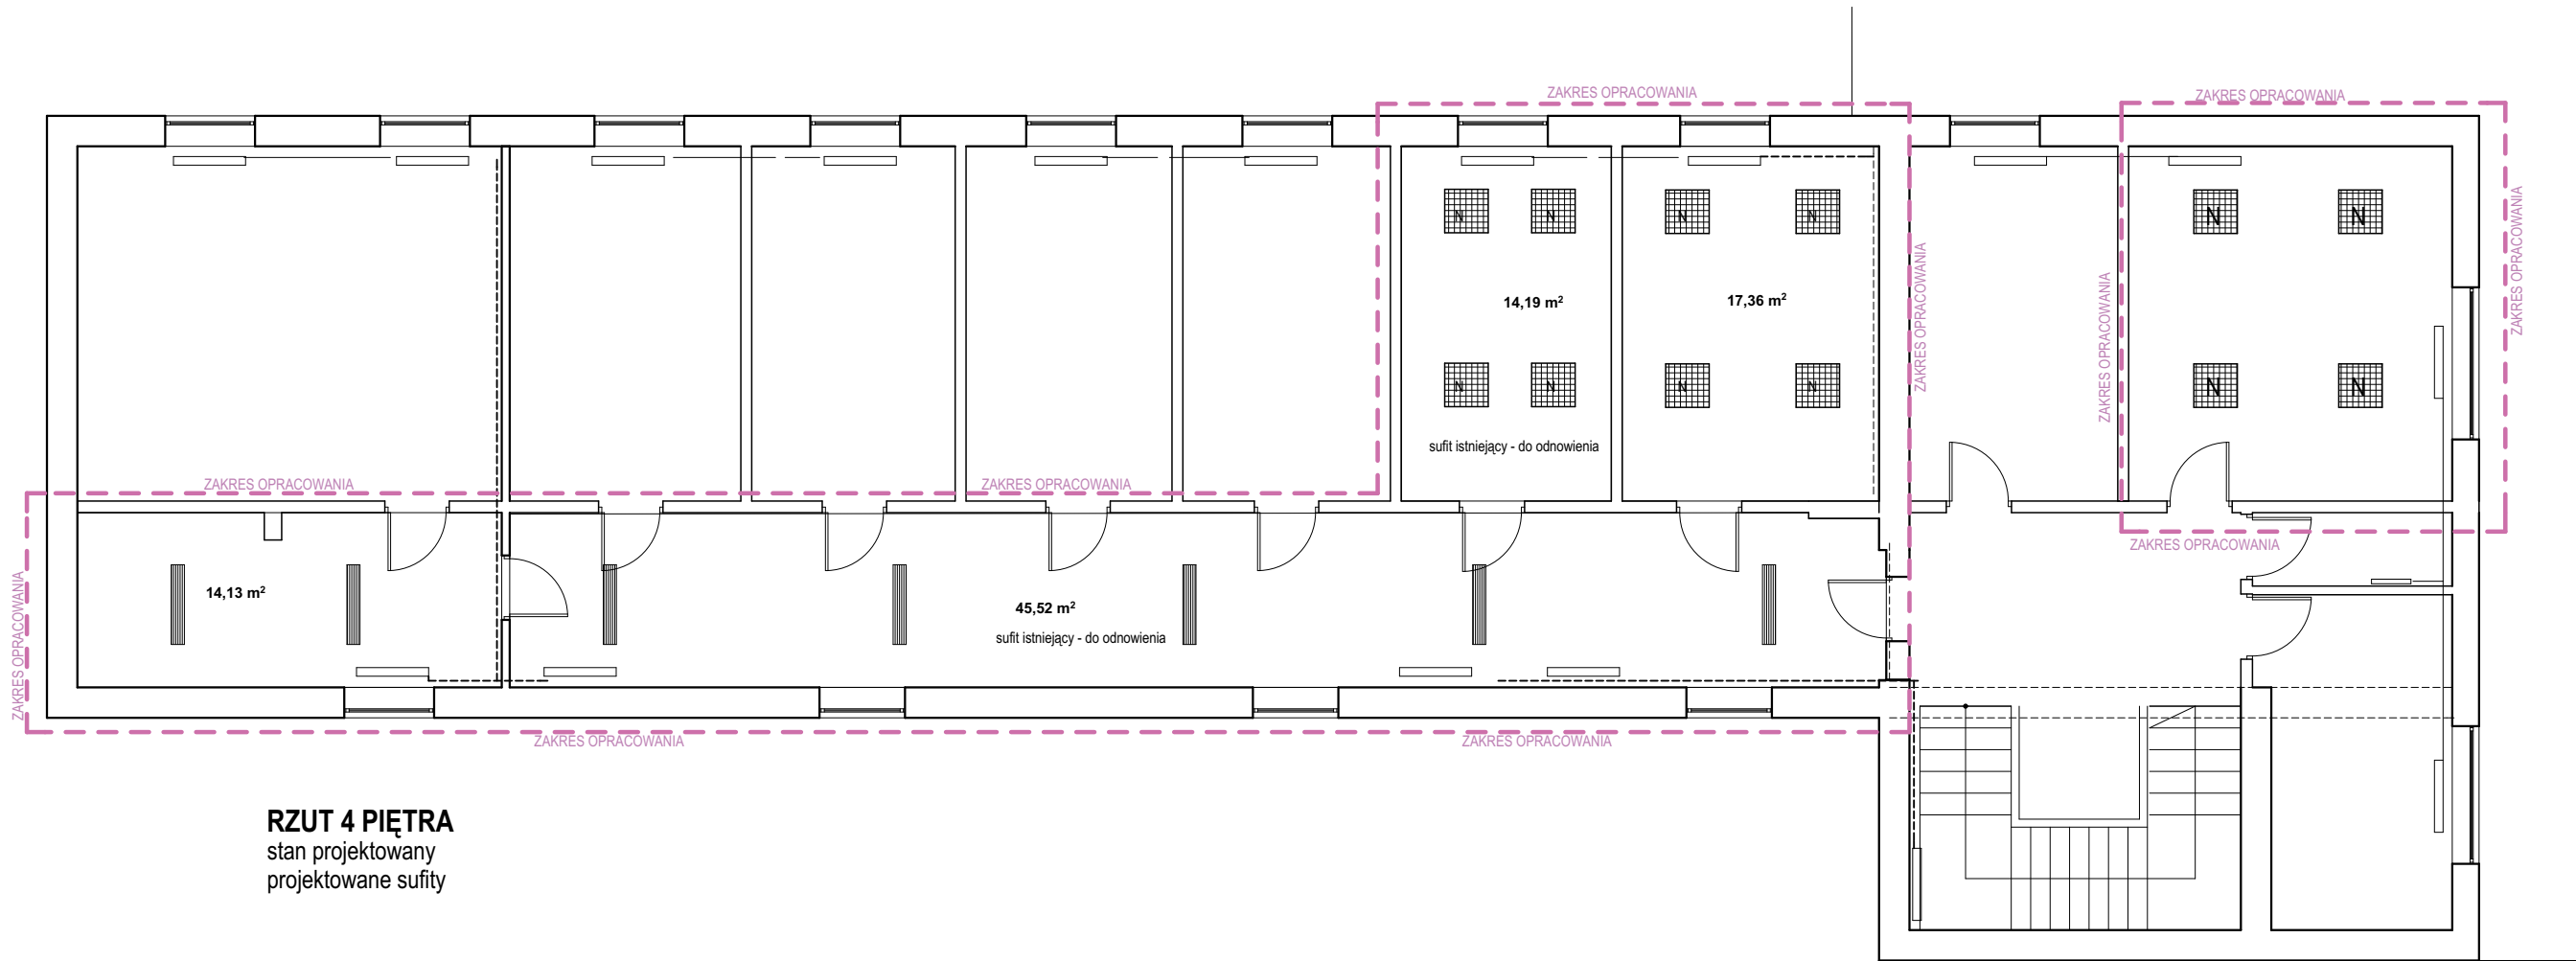 ZAKRES OPRACOWANIA
ZAKRES OPRACOWANIA
N
N
N
N
N
N
ZAKRES OPRACOWANIA
ZAKRES OPRACOWANIA
ZAKRES OPRACOWANIA
14,19 m²
17,36 m²
N
N
N
N
N
N
sufit istniejący - do odnowienia
ZAKRES OPRACOWANIA
ZAKRES OPRACOWANIA
ZAKRES OPRACOWANIA
ZAKRES OPRACOWANIA
14,13 m²
45,52 m²
sufit istniejący - do odnowienia
ZAKRES OPRACOWANIA
ZAKRES OPRACOWANIA
RZUT 4 PIĘTRA
stan projektowany
projektowane sufity